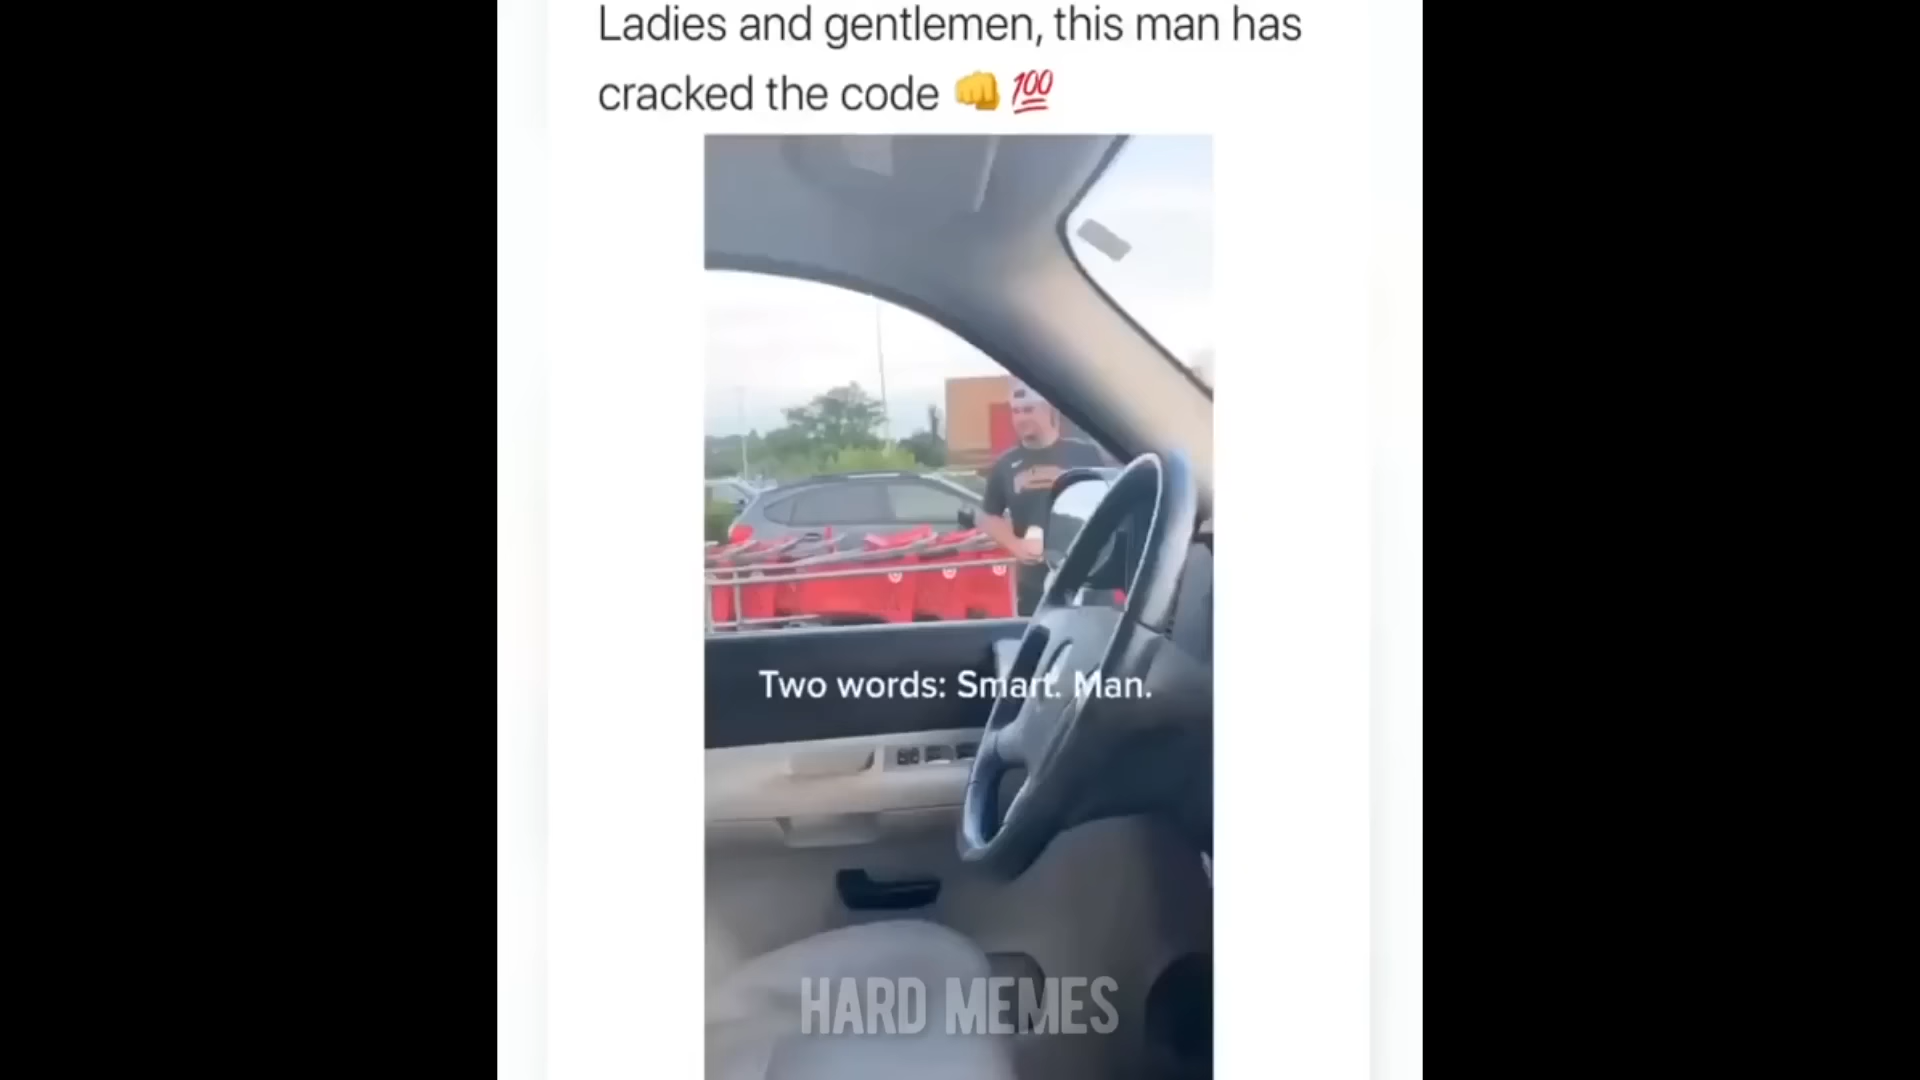 Ladies and gentlemen, this man has
cracked the code 👊 💯
Two words: Smart. Man.
HARD MEMES